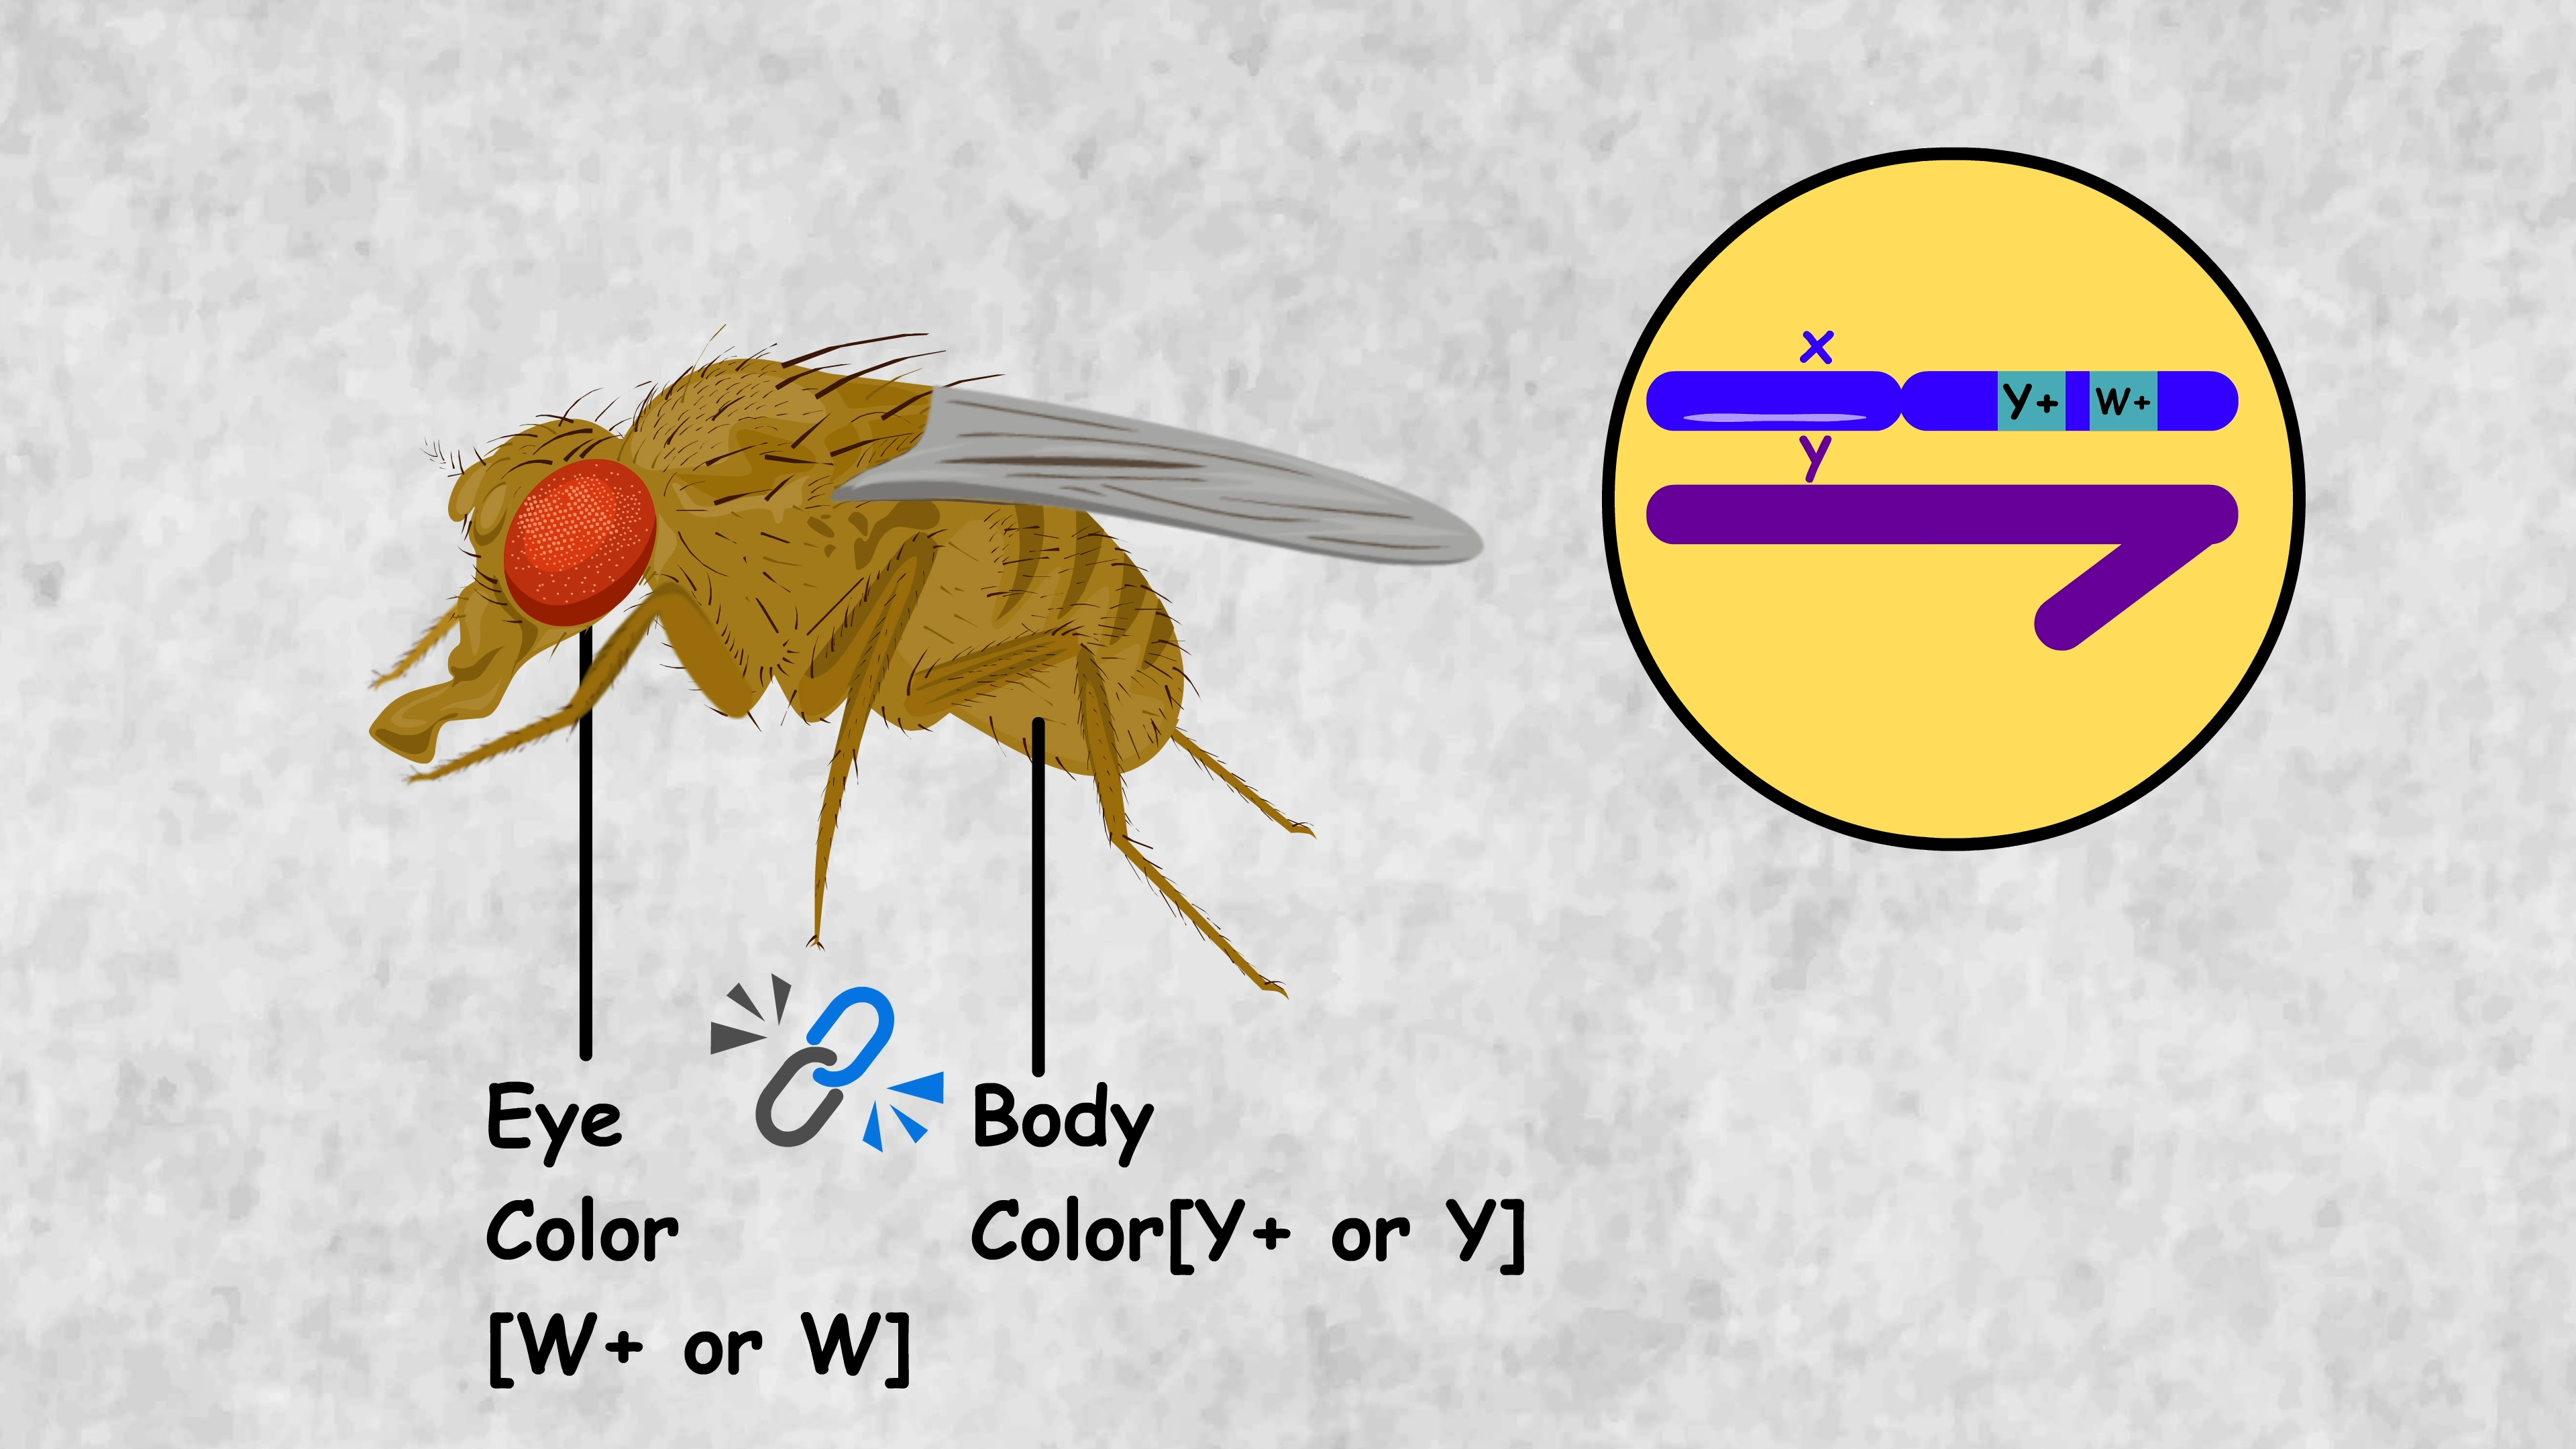 x
Y+ W+
y
Eye
Color
[W+ or W]
Body
Color[Y+ or Y]